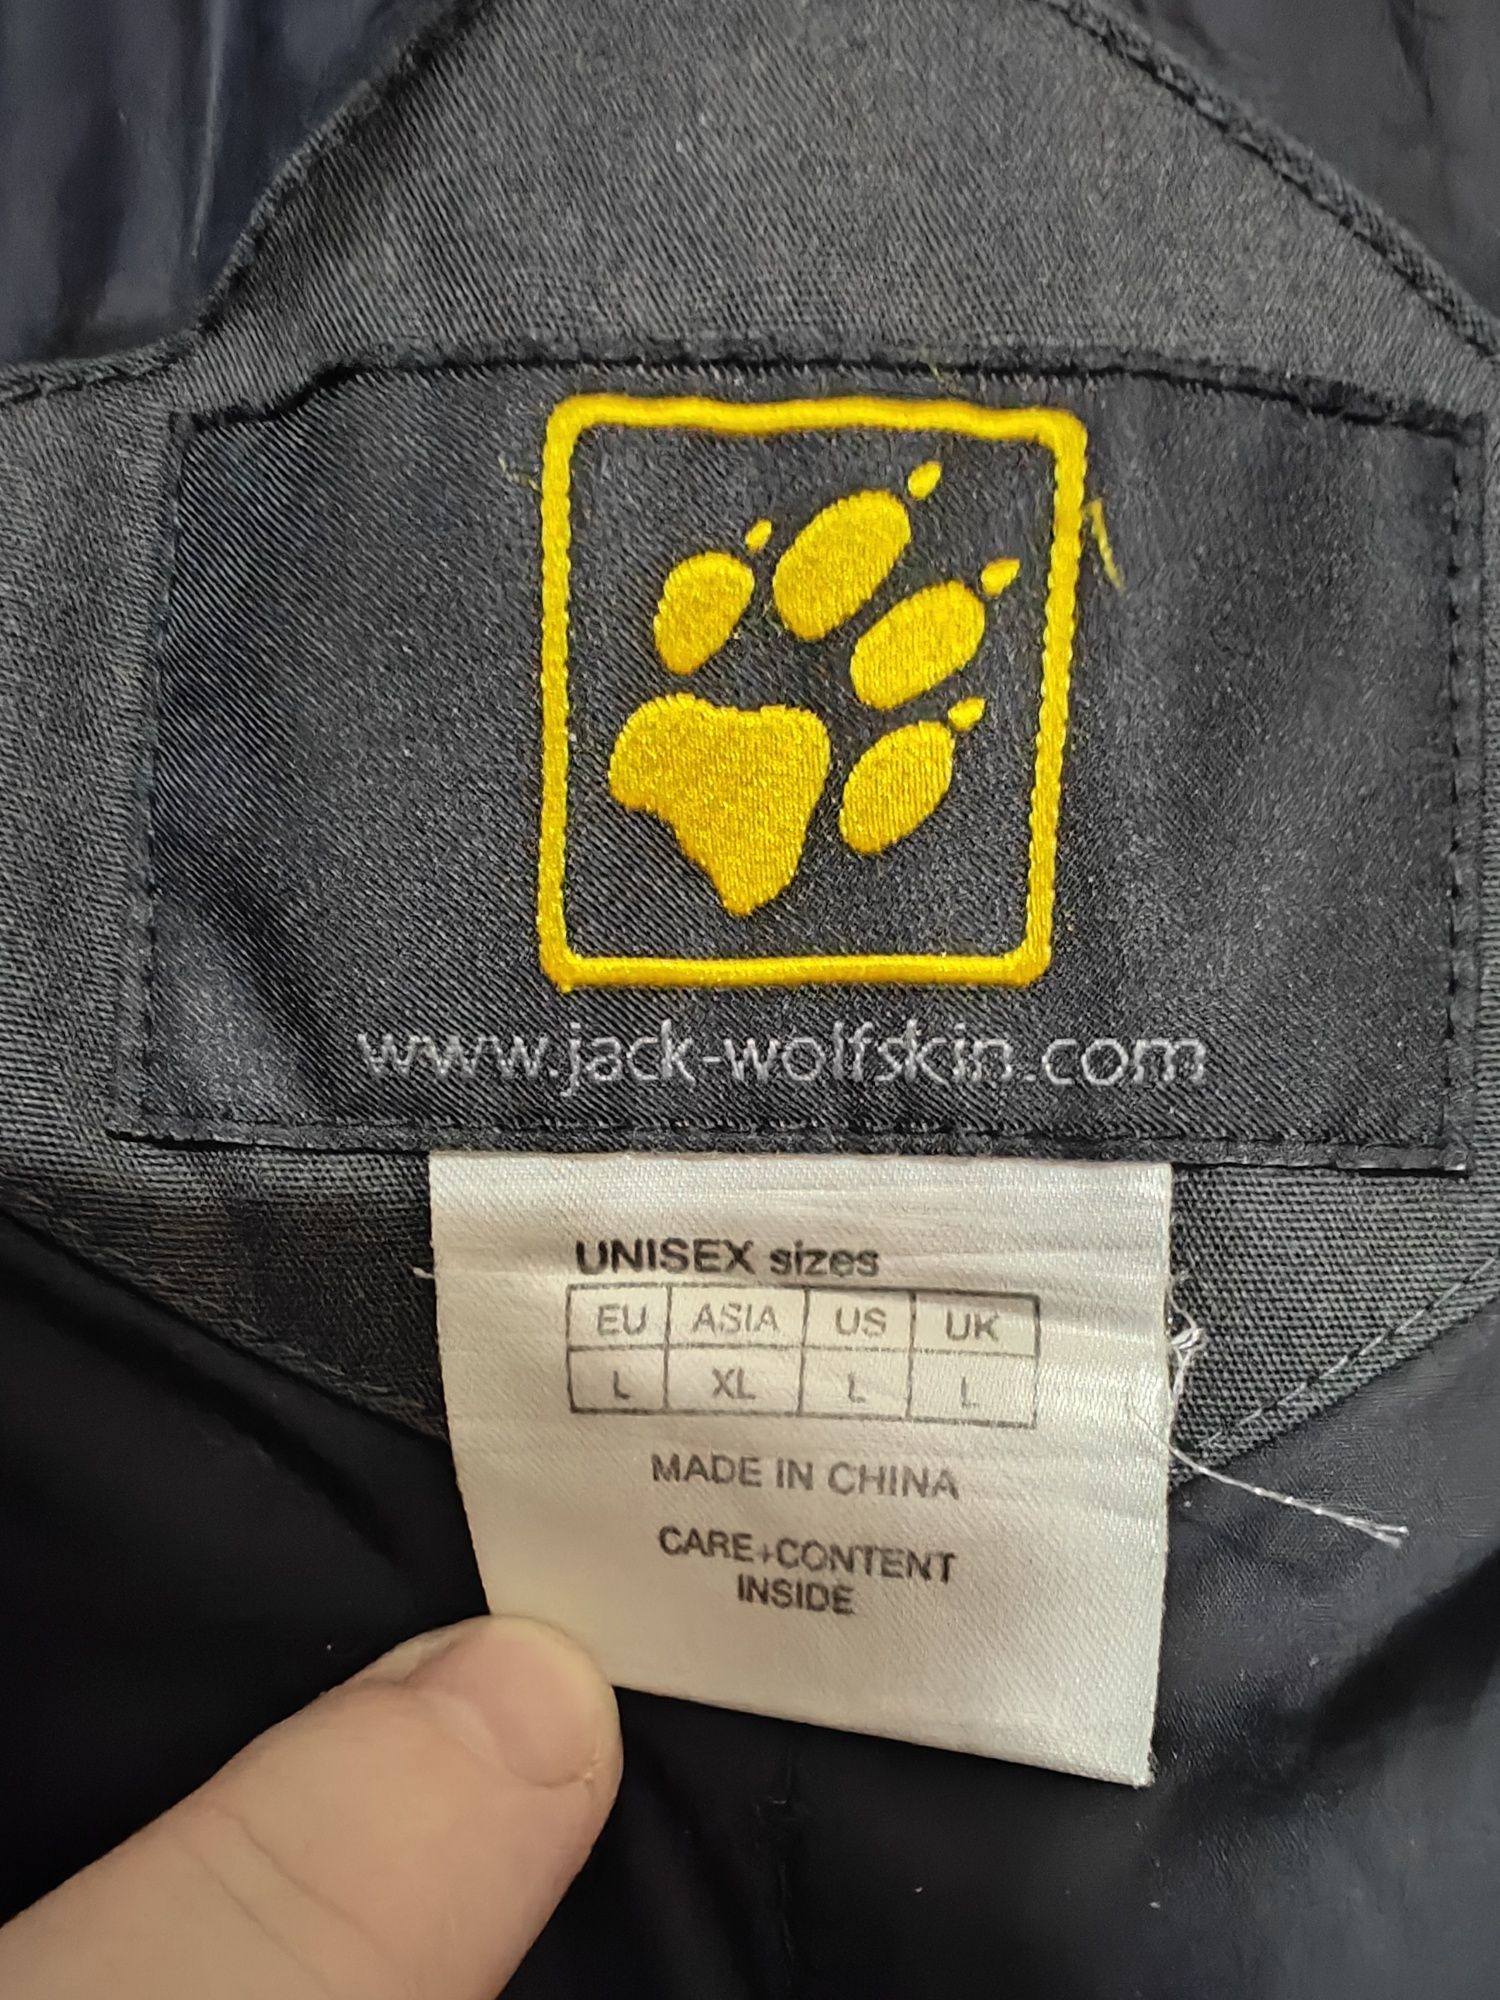 www.jack-wolfskin.com
UNISEX sizes
EU ASIA US UK
L XL L L
MADE IN CHINA
CARE+CONTENT
INSIDE